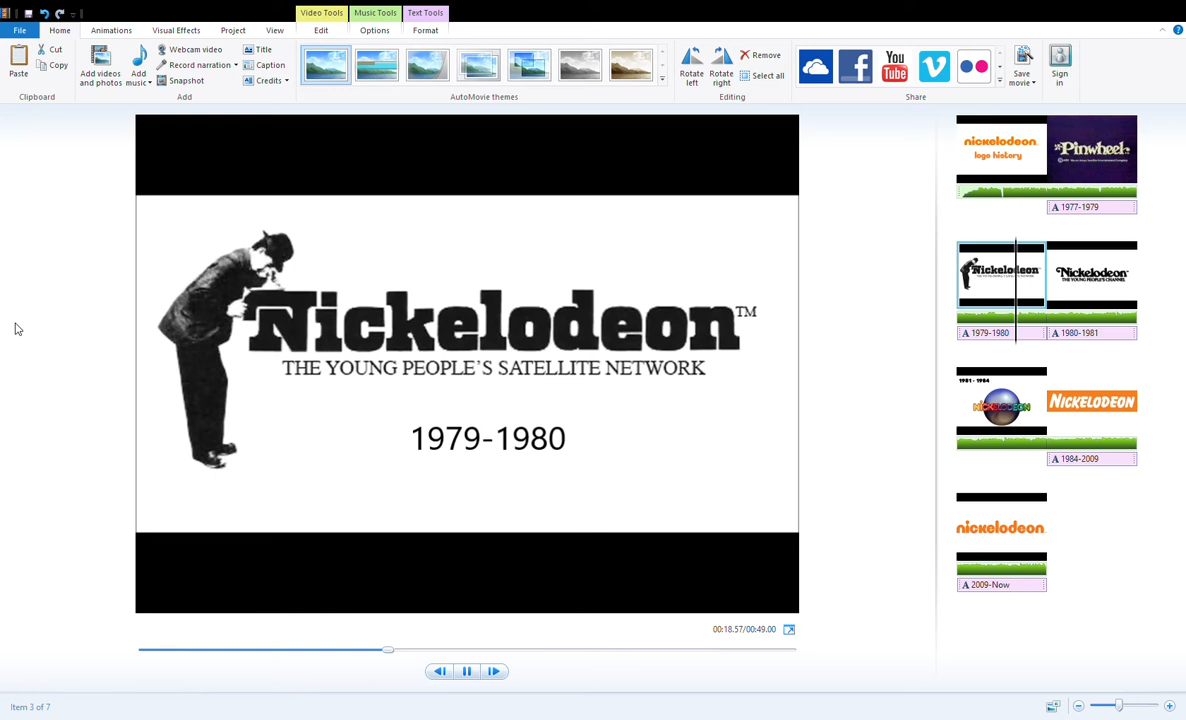 Video Tools
Music Tools
Text Tools
File
Home
Animations
Visual Effects
Project
View
Edit
Options
Format
Paste
Cut
Copy
Clipboard
Add videos
and photos
Add
music
Webcam video
Record narration
Snapshot
Title
Caption
Credits
Add
AutoMovie themes
Rotate
left
Rotate
right
Remove
Select all
Editing
You
Tube
Share
Save
movie
Sign
in
Nickelodeon™
THE YOUNG PEOPLE'S SATELLITE NETWORK
1979-1980
00:18.57/00:49.00
nickelodeon
logo history
Pinwheel
A 1977-1979
Nickelodeon
Nickelodeon
THE YOUNG PEOPLE'S CHANNEL
A 1979-1980
A 1980-1981
1981 - 1984
NICKELODEON
NICKELODEON
A 1984-2009
nickelodeon
A 2009-Now
Item 3 of 7